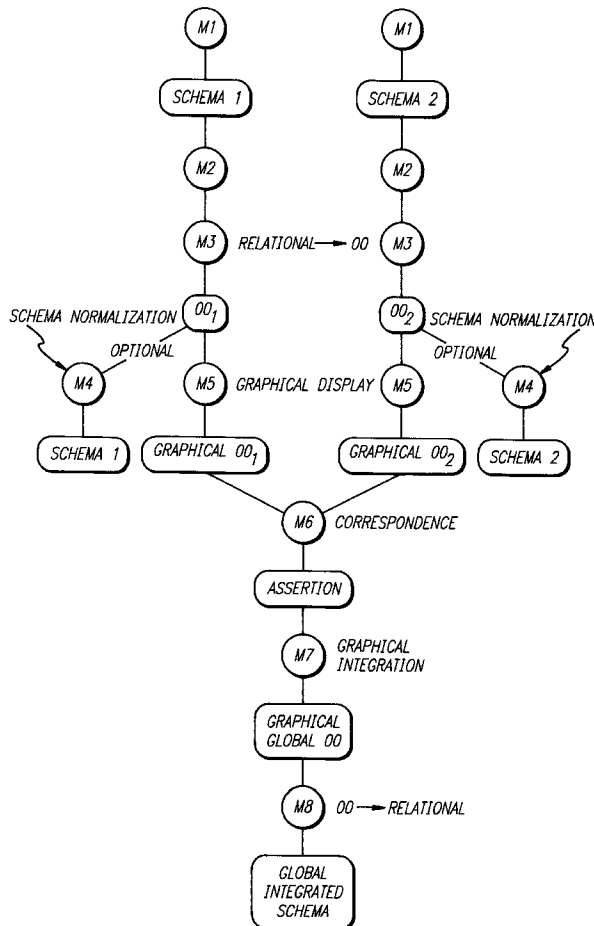 M1 M1
SCHEMA 1 SCHEMA 2
M2 M2
M3 RELATIONAL → OO M3
OO1 OO2
SCHEMA NORMALIZATION SCHEMA NORMALIZATION
OPTIONAL OPTIONAL
M4 M5 GRAPHICAL DISPLAY M5 M4
SCHEMA 1 GRAPHICAL OO1 GRAPHICAL OO2 SCHEMA 2
M6 CORRESPONDENCE
ASSERTION
M7 GRAPHICAL
INTEGRATION
GRAPHICAL
GLOBAL OO
M8 OO → RELATIONAL
GLOBAL
INTEGRATED
SCHEMA